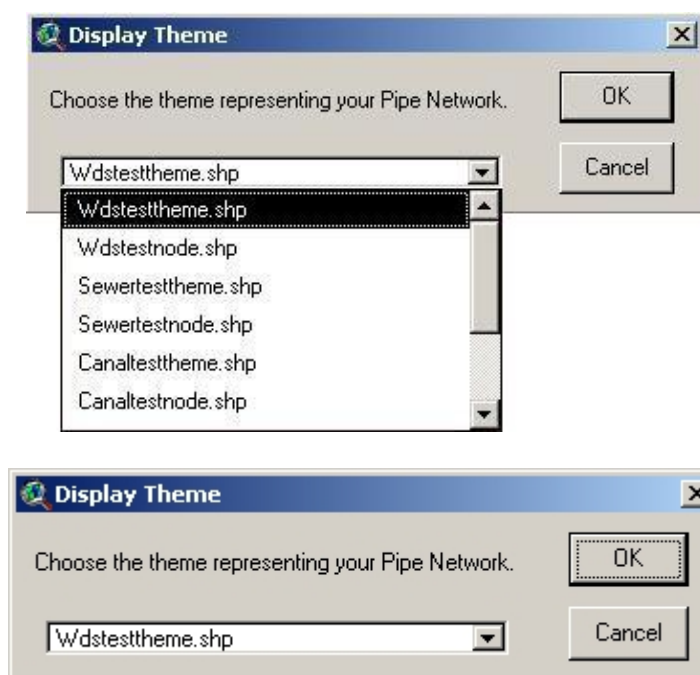 Display Theme
Choose the theme representing your Pipe Network.
OK
Wdstesttheme.shp
Cancel
Wdstesttheme.shp
Wdstestnode.shp
Sewertesttheme.shp
Sewertestnode.shp
Canaltesttheme.shp
Canaltestnode.shp
Display Theme
Choose the theme representing your Pipe Network.
OK
Wdstesttheme.shp
Cancel